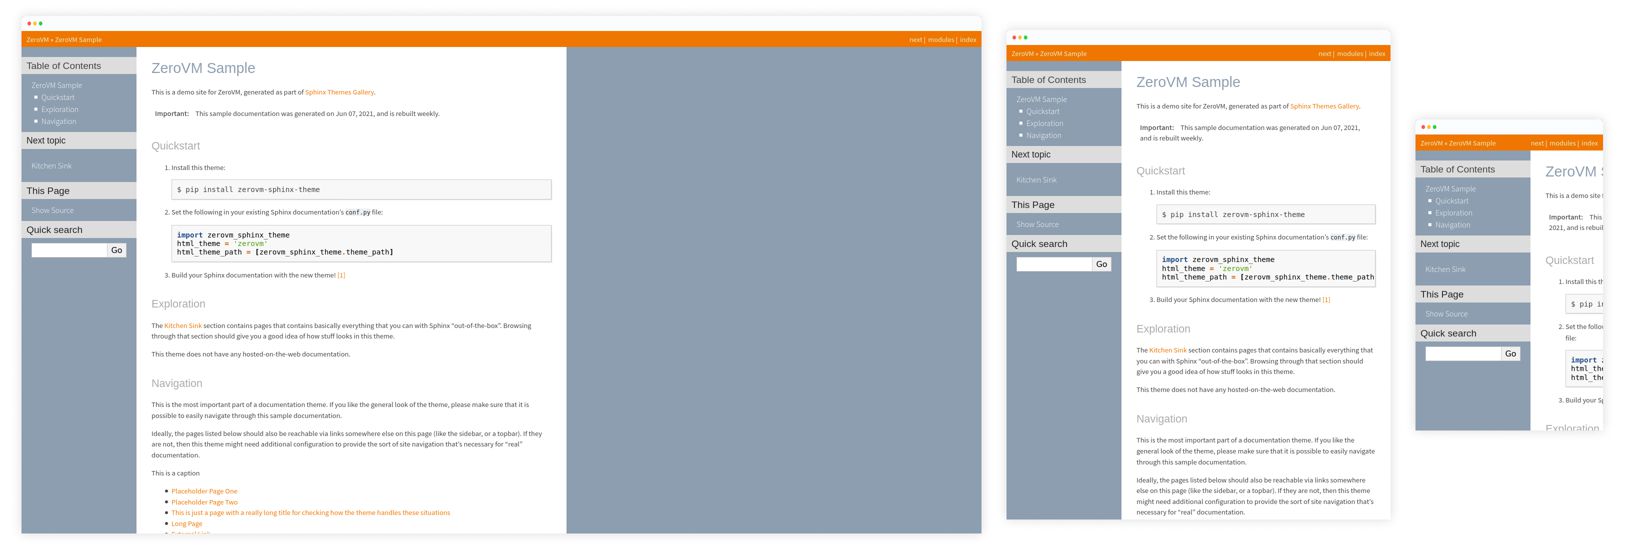 ZeroVM » ZeroVM Sample
next | modules | index
Table of Contents
ZeroVM Sample
Quickstart
Exploration
Navigation
Next topic
Kitchen Sink
This Page
Show Source
Quick search
Go
ZeroVM Sample
This is a demo site for ZeroVM, generated as part of Sphinx Themes Gallery.
Important: This sample documentation was generated on Jun 07, 2021, and is rebuilt weekly.
Quickstart
1. Install this theme:
$ pip install zerovm-sphinx-theme
2. Set the following in your existing Sphinx documentation's conf.py file:
import zerovm_sphinx_theme
html_theme = 'zerovm'
html_theme_path = [zerovm_sphinx_theme.theme_path]
3. Build your Sphinx documentation with the new theme! [1]
Exploration
The Kitchen Sink section contains pages that contains basically everything that you can with Sphinx “out-of-the-box”. Browsing
through that section should give you a good idea of how stuff looks in this theme.
This theme does not have any hosted-on-the-web documentation.
Navigation
This is the most important part of a documentation theme. If you like the general look of the theme, please make sure that it is
possible to easily navigate through this sample documentation.
Ideally, the pages listed below should also be reachable via links somewhere else on this page (like the sidebar, or a topbar). If they
are not, then this theme might need additional configuration to provide the sort of site navigation that's necessary for “real”
documentation.
This is a caption
Placeholder Page One
Placeholder Page Two
This is just a page with a really long title for checking how the theme handles these situations
Long Page
ZeroVM » ZeroVM Sample
next | modules | index
Table of Contents
ZeroVM Sample
Quickstart
Exploration
Navigation
Next topic
Kitchen Sink
This Page
Show Source
Quick search
Go
ZeroVM Sample
This is a demo site for ZeroVM, generated as part of Sphinx Themes Gallery.
Important: This sample documentation was generated on Jun 07, 2021,
and is rebuilt weekly.
Quickstart
1. Install this theme:
$ pip install zerovm-sphinx-theme
2. Set the following in your existing Sphinx documentation's conf.py file:
import zerovm_sphinx_theme
html_theme = 'zerovm'
html_theme_path = [zerovm_sphinx_theme.theme_path
3. Build your Sphinx documentation with the new theme! [1]
Exploration
The Kitchen Sink section contains pages that contains basically everything that
you can with Sphinx “out-of-the-box”. Browsing through that section should
give you a good idea of how stuff looks in this theme.
This theme does not have any hosted-on-the-web documentation.
Navigation
This is the most important part of a documentation theme. If you like the
general look of the theme, please make sure that it is possible to easily navigate
through this sample documentation.
Ideally, the pages listed below should also be reachable via links somewhere
else on this page (like the sidebar, or a topbar). If they are not, then this theme
might need additional configuration to provide the sort of site navigation that's
necessary for “real” documentation.
ZeroVM » ZeroVM Sample
next | modules | index
Table of Contents
ZeroVM Sample
Quickstart
Exploration
Navigation
Next topic
Kitchen Sink
This Page
Show Source
Quick search
Go
ZeroVM
This is a demo site
Important: This
2021, and is rebuil
Quickstart
1. Install this th
$ pip in
2. Set the follo
file:
import
html_the
html_the
3. Build your Sp
Exploration